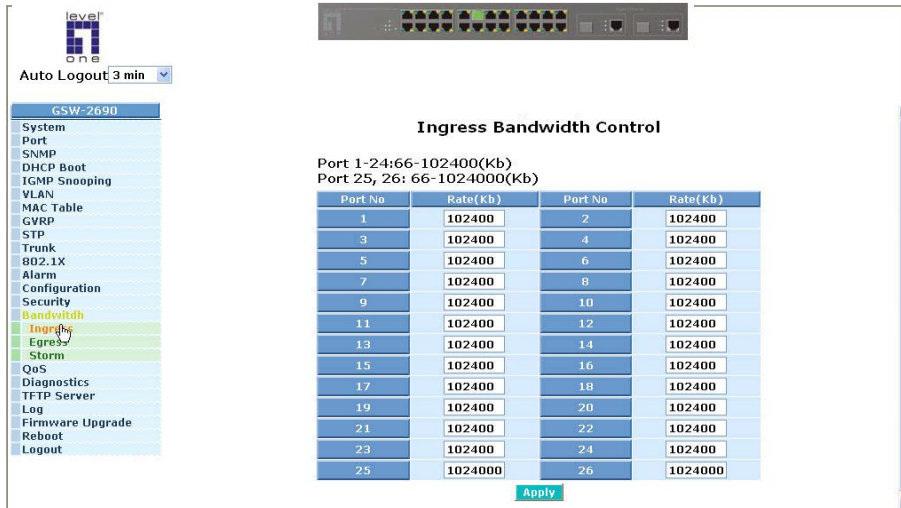 level
one
Auto Logout 3 min
GSW-2690
System
Port
SNMP
DHCP Boot
IGMP Snooping
VLAN
MAC Table
GVRP
STP
Trunk
802.1X
Alarm
Configuration
Security
Bandwitdh
Ingress
Egress
Storm
QoS
Diagnostics
TFTP Server
Log
Firmware Upgrade
Reboot
Logout
Ingress Bandwidth Control
Port 1-24:66-102400(Kb)
Port 25, 26: 66-1024000(Kb)
Port No Rate(Kb) Port No Rate(Kb)
1 102400 2 102400
3 102400 4 102400
5 102400 6 102400
7 102400 8 102400
9 102400 10 102400
11 102400 12 102400
13 102400 14 102400
15 102400 16 102400
17 102400 18 102400
19 102400 20 102400
21 102400 22 102400
23 102400 24 102400
25 1024000 26 1024000
Apply